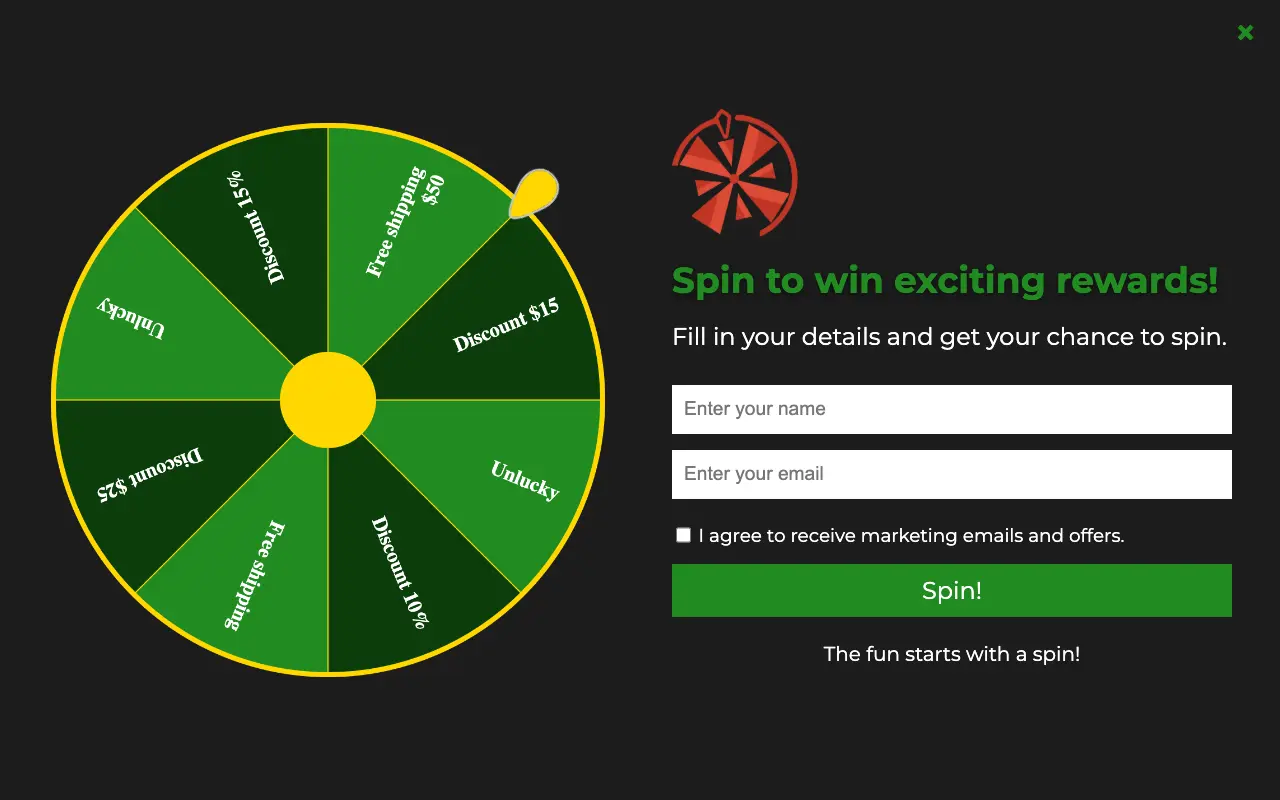 Free shipping
$50
Discount $15
Unlucky
Discount 10%
Free shipping
Discount $25
Unlucky
Discount 15%
Spin to win exciting rewards!
Fill in your details and get your chance to spin.
Enter your name
Enter your email
I agree to receive marketing emails and offers.
Spin!
The fun starts with a spin!